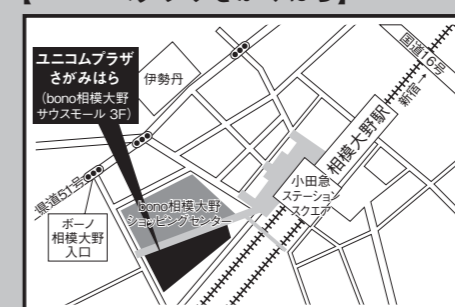 ユニコムプラザ
さがみはら
(bono相模大野
サウスモール 3F)
伊勢丹
国道16号
新宿→
相模大野駅
小田急
ステーション
スクエア
県道51号
bono相模大野
ショッピングセンター
ボーノ
相模大野
入口